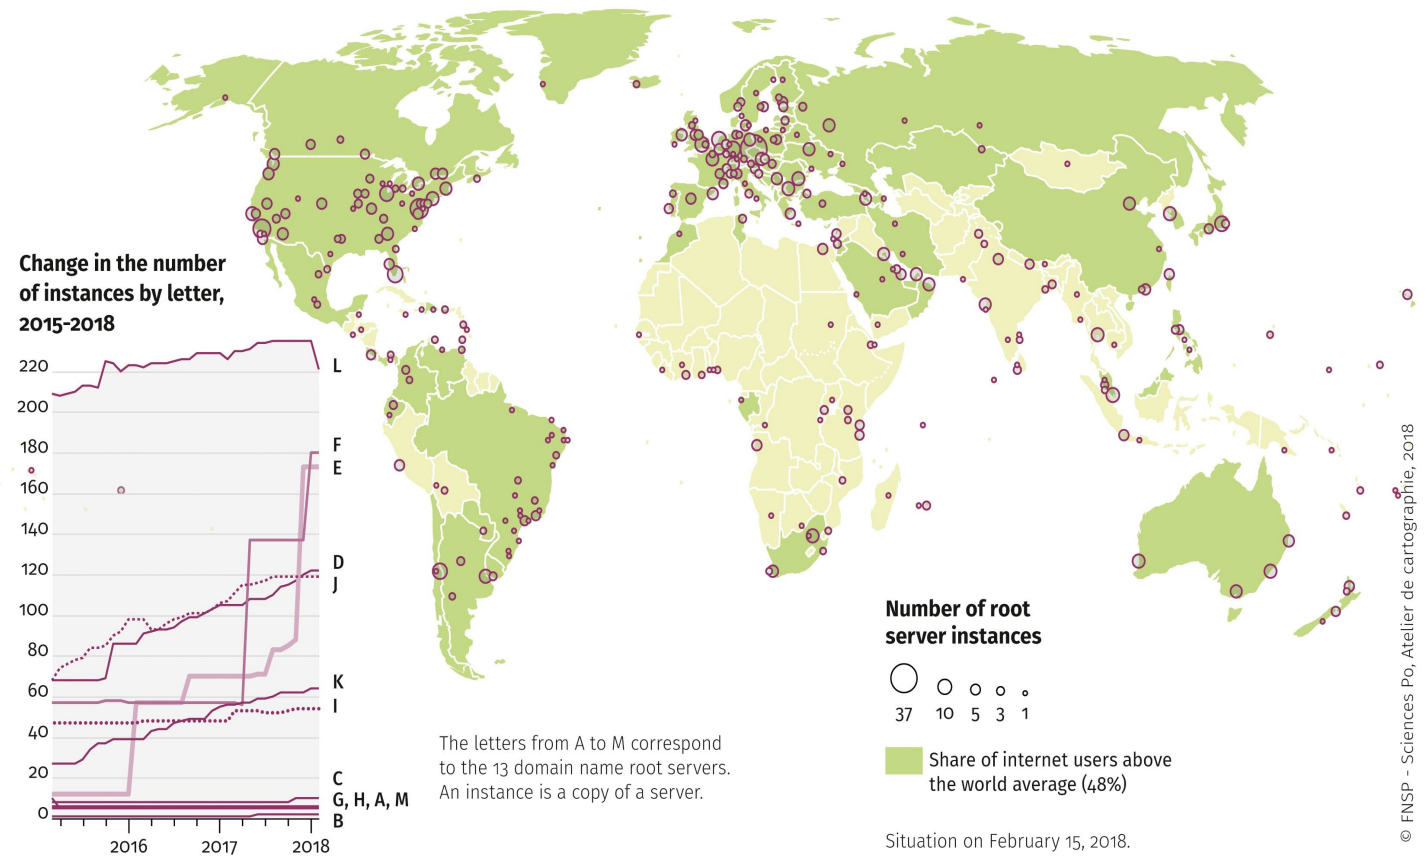 Change in the number
of instances by letter,
2015-2018
220
200
180
160
140
120
100
80
60
40
20
0
2016 2017 2018
L
F
E
D
J
K
I
C
G, H, A, M
B
The letters from A to M correspond
to the 13 domain name root servers.
An instance is a copy of a server.
Number of root
server instances
37 10 5 3 1
Share of internet users above
the world average (48%)
Situation on February 15, 2018.
© FNSP - Sciences Po, Atelier de cartographie, 2018